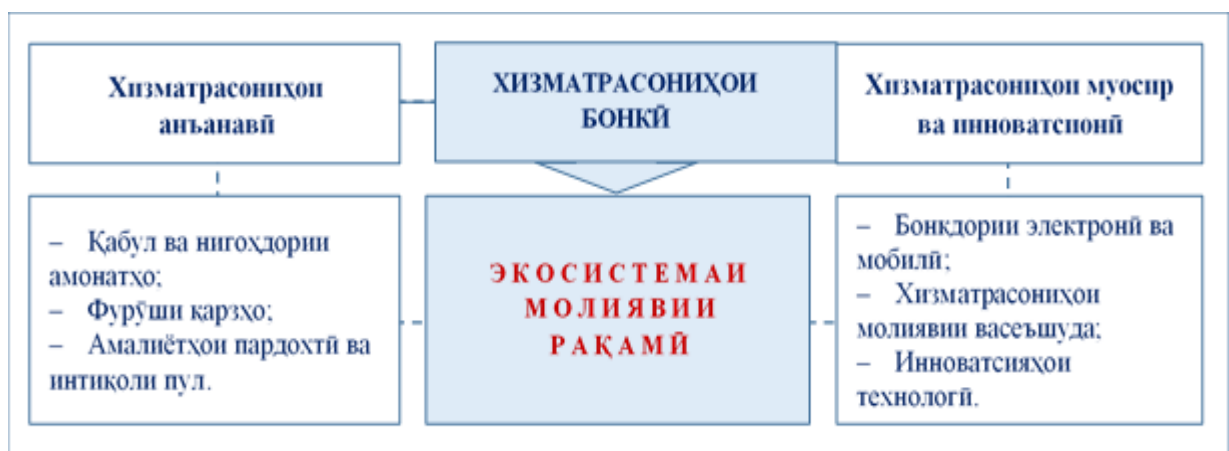 Хизматрасониҳои
анъанавӣ
ХИЗМАТРАСОНИҲОИ
БОНКӢ
Хизматрасониҳои муосир
ва инноватсионӣ
– Қабул ва нигоҳдории
амонатҳо;
– Фурӯши қарзҳо;
– Амалиётҳои пардохтӣ ва
интиқоли пул.
ЭКОСИСТЕМАИ
МОЛИЯВИИ
РАҚАМӢ
– Бонкдории электронӣ ва
мобилӣ;
– Хизматрасониҳои
молиявии васеъшуда;
– Инноватсияҳои
технологӣ.